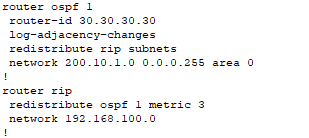 router ospf 1
router-id 30.30.30.30
log-adjacency-changes
redistribute rip subnets
network 200.10.1.0 0.0.0.255 area 0
!
router rip
redistribute ospf 1 metric 3
network 192.168.100.0
!